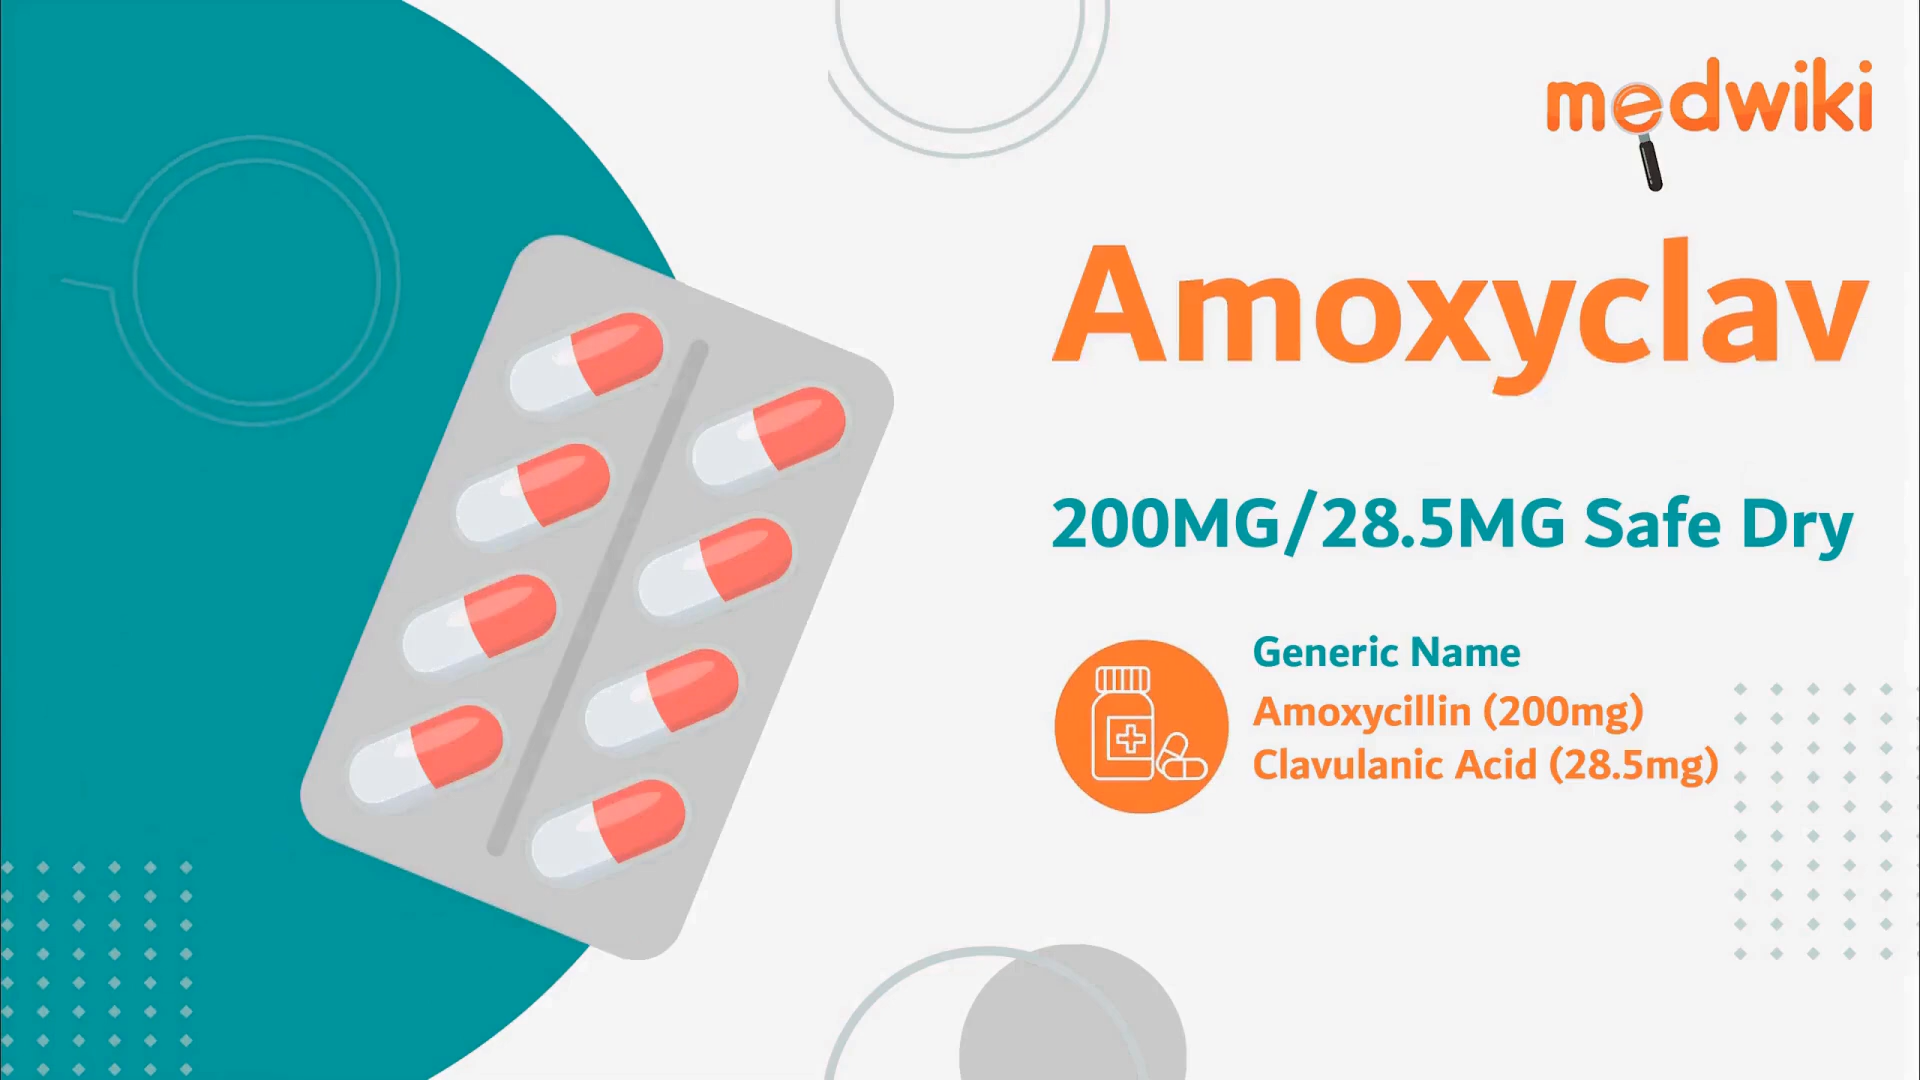 medwiki
Amoxyclav
200MG/28.5MG Safe Dry
Generic Name
Amoxycillin (200mg)
Clavulanic Acid (28.5mg)